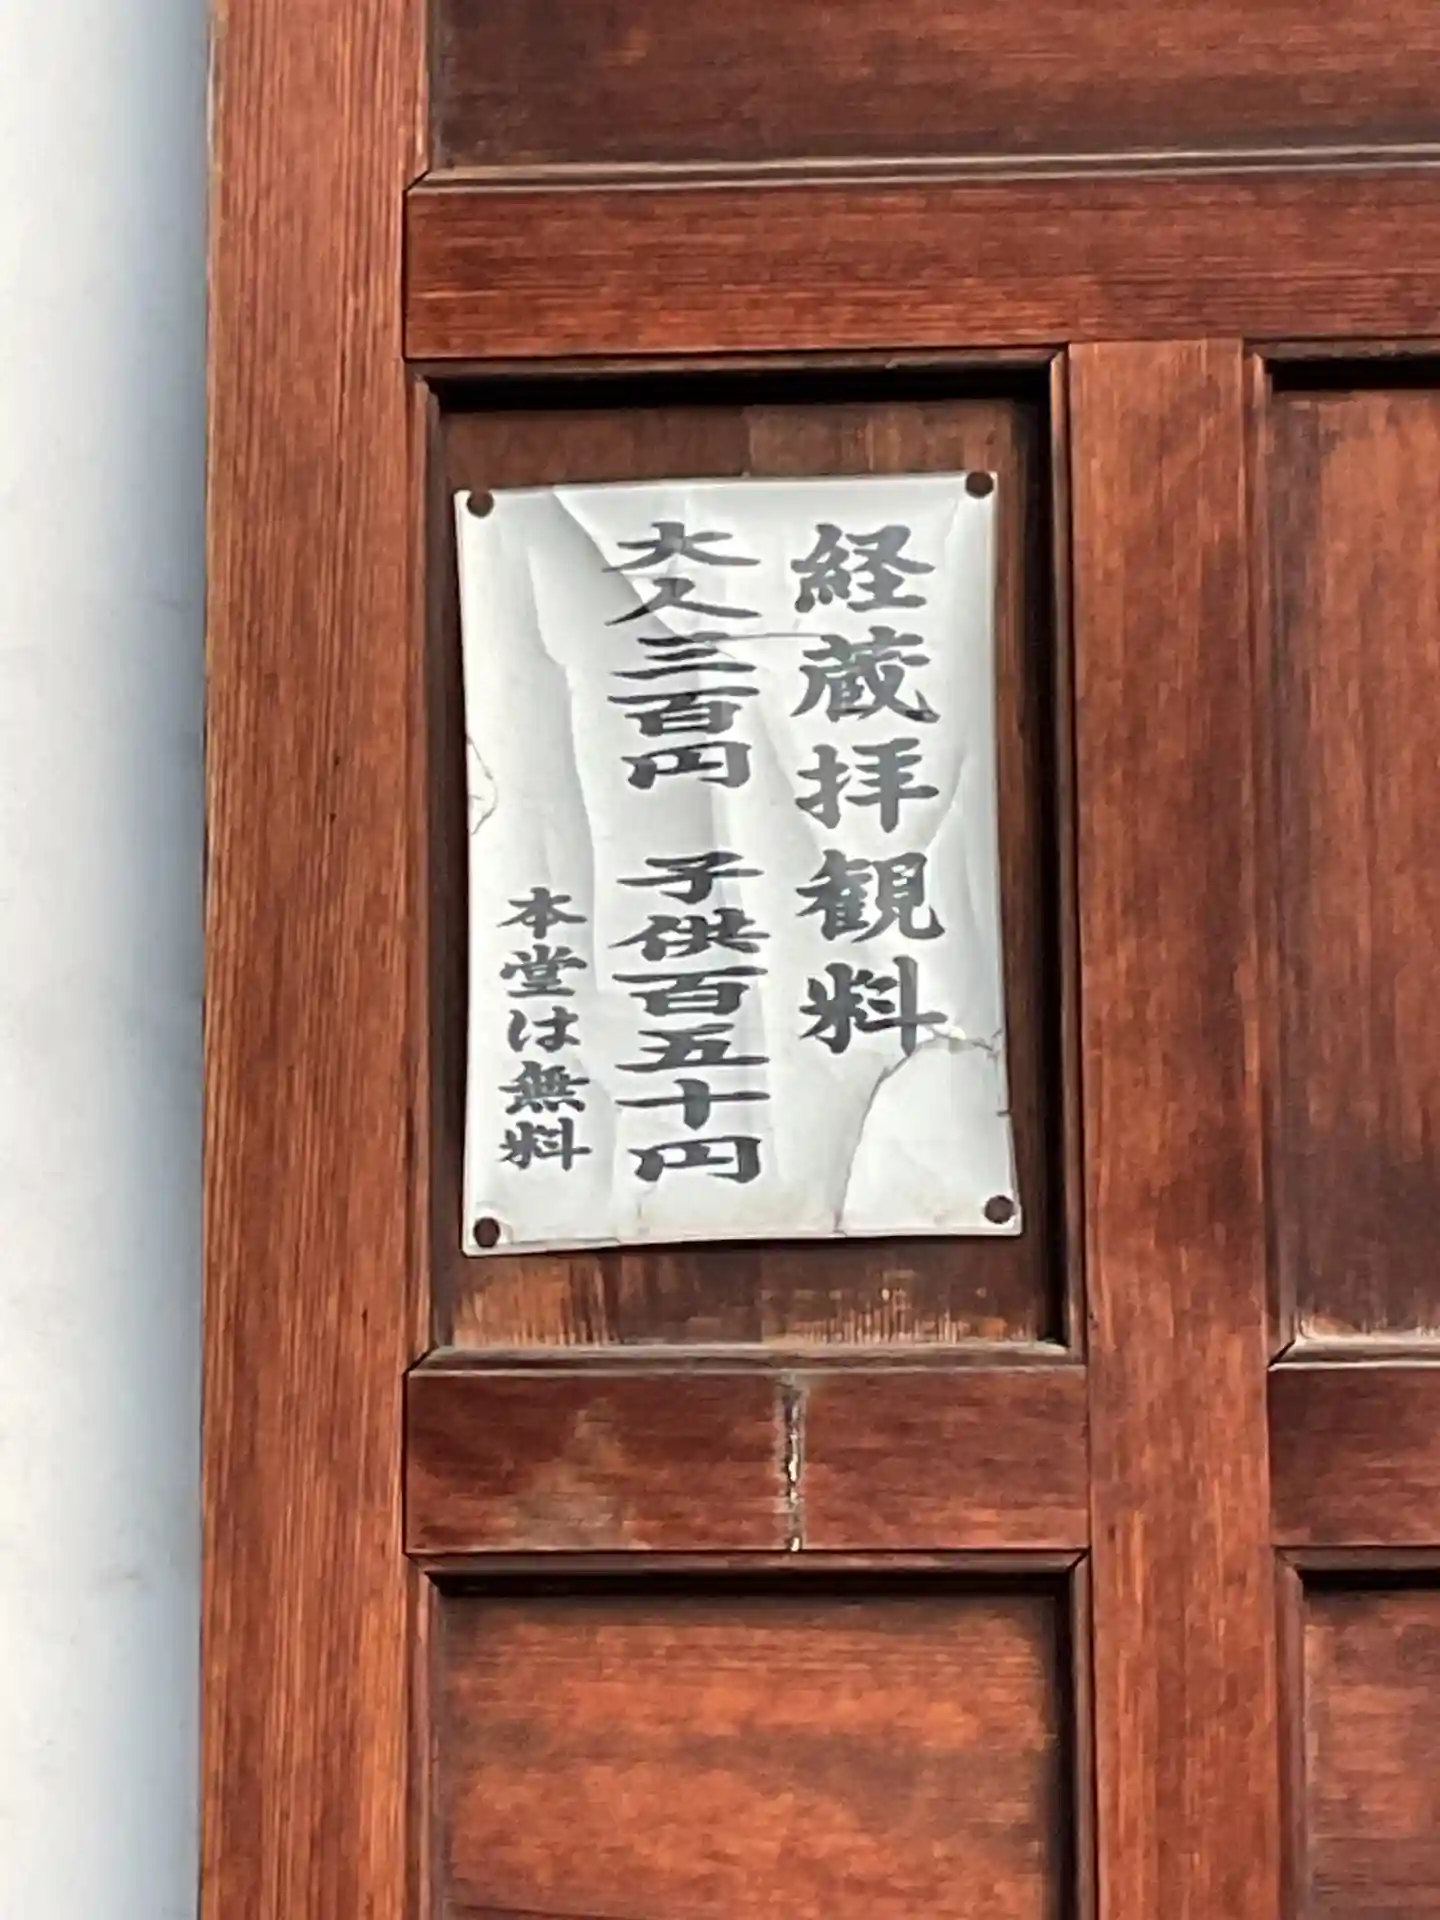 経蔵拝観料
大人三百円 子供百五十円
本堂は無料